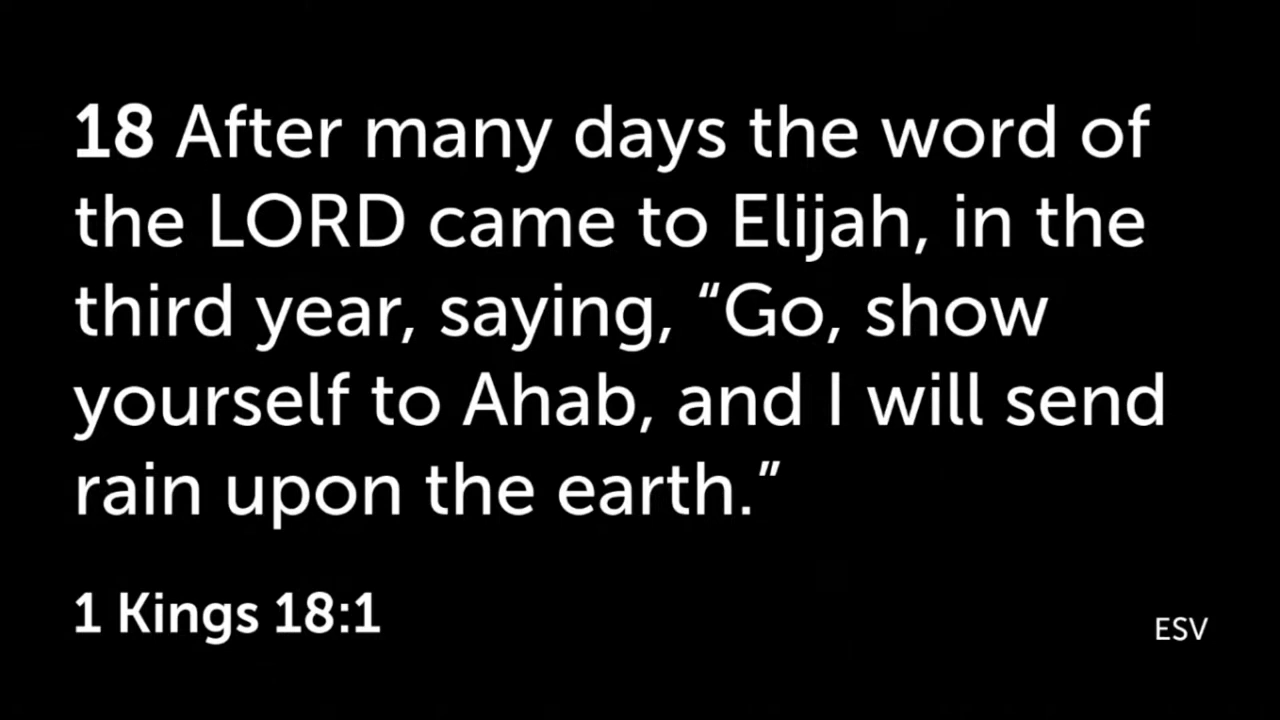 18 After many days the word of
the LORD came to Elijah, in the
third year, saying, “Go, show
yourself to Ahab, and I will send
rain upon the earth.”
1 Kings 18:1
ESV